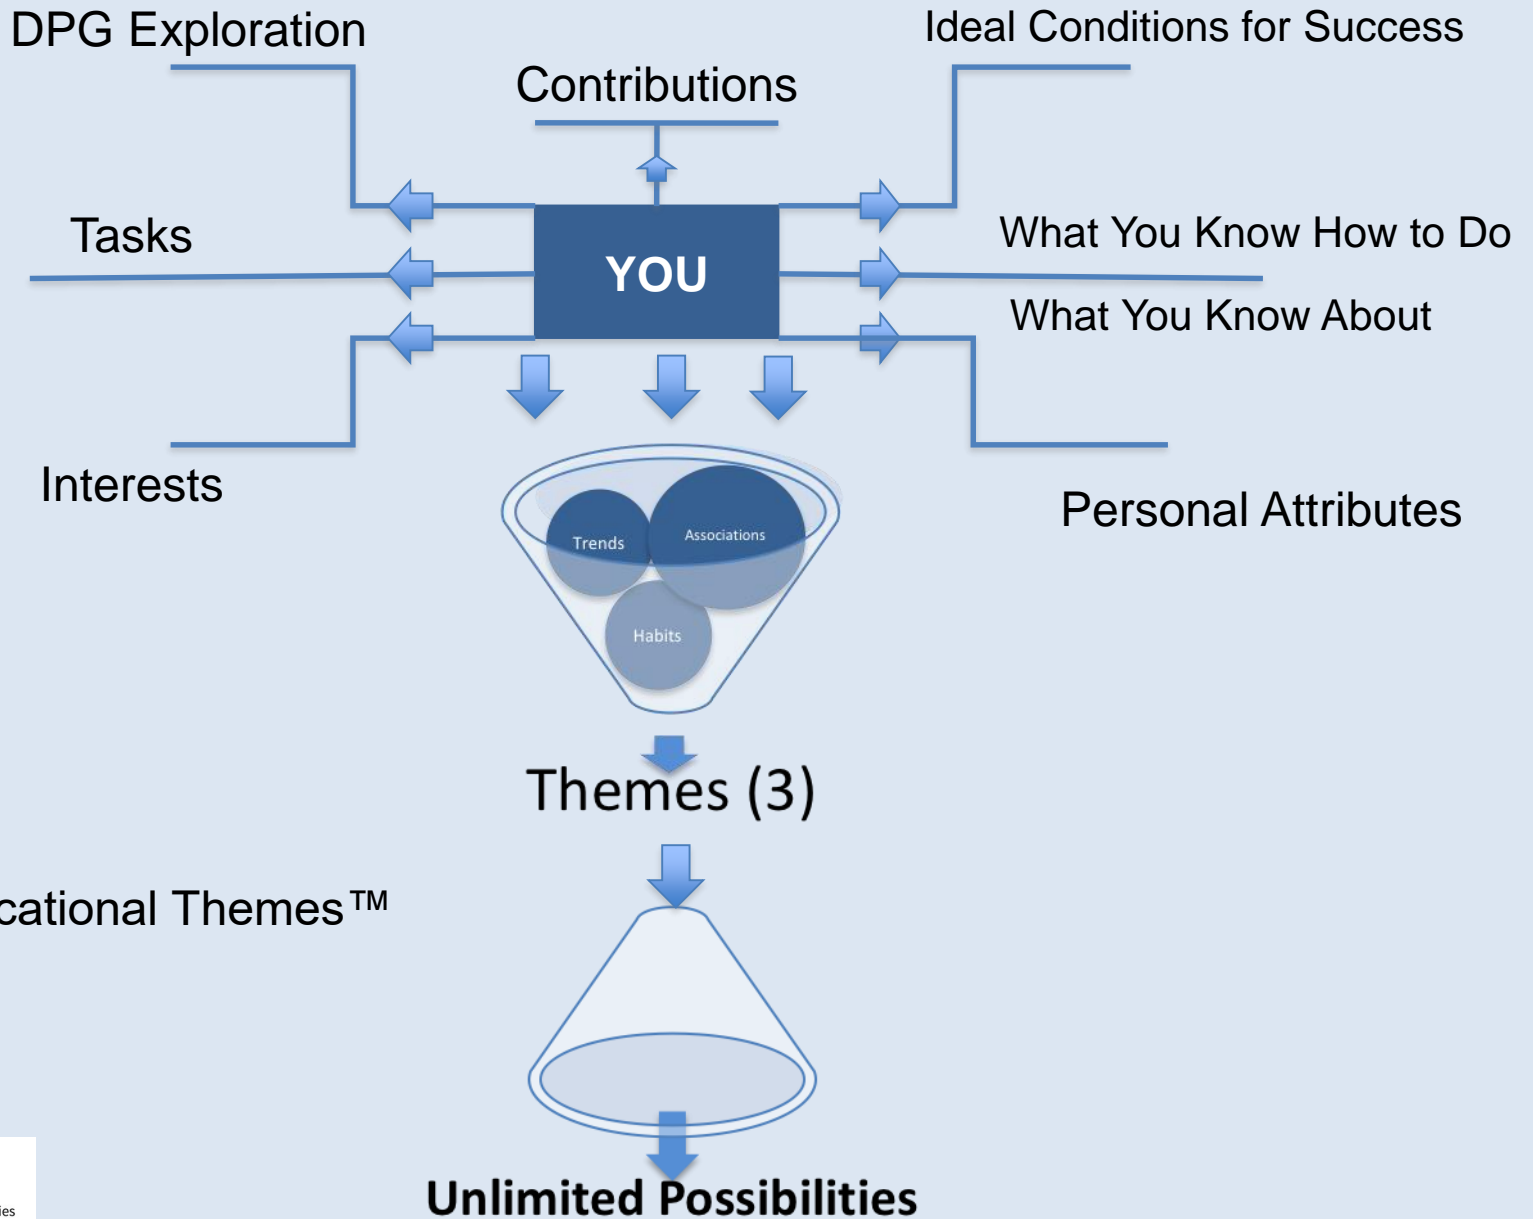 DPG Exploration
Ideal Conditions for Success
Contributions
Tasks
YOU
What You Know How to Do
What You Know About
Interests
Personal Attributes
Trends
Associations
Habits
Themes (3)
cational Themes™
Unlimited Possibilities